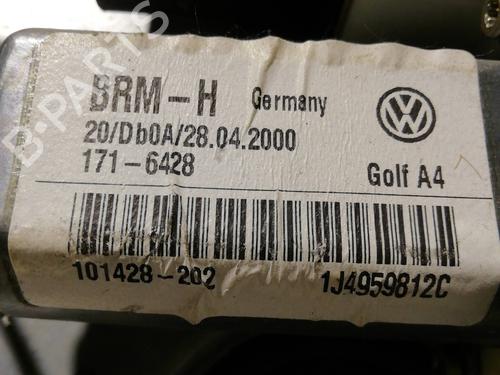 BRM-H Germany
20/Db0A/28.04.2000
171-6428 Golf A4
101428-202 1J4959812C
B-PARTS